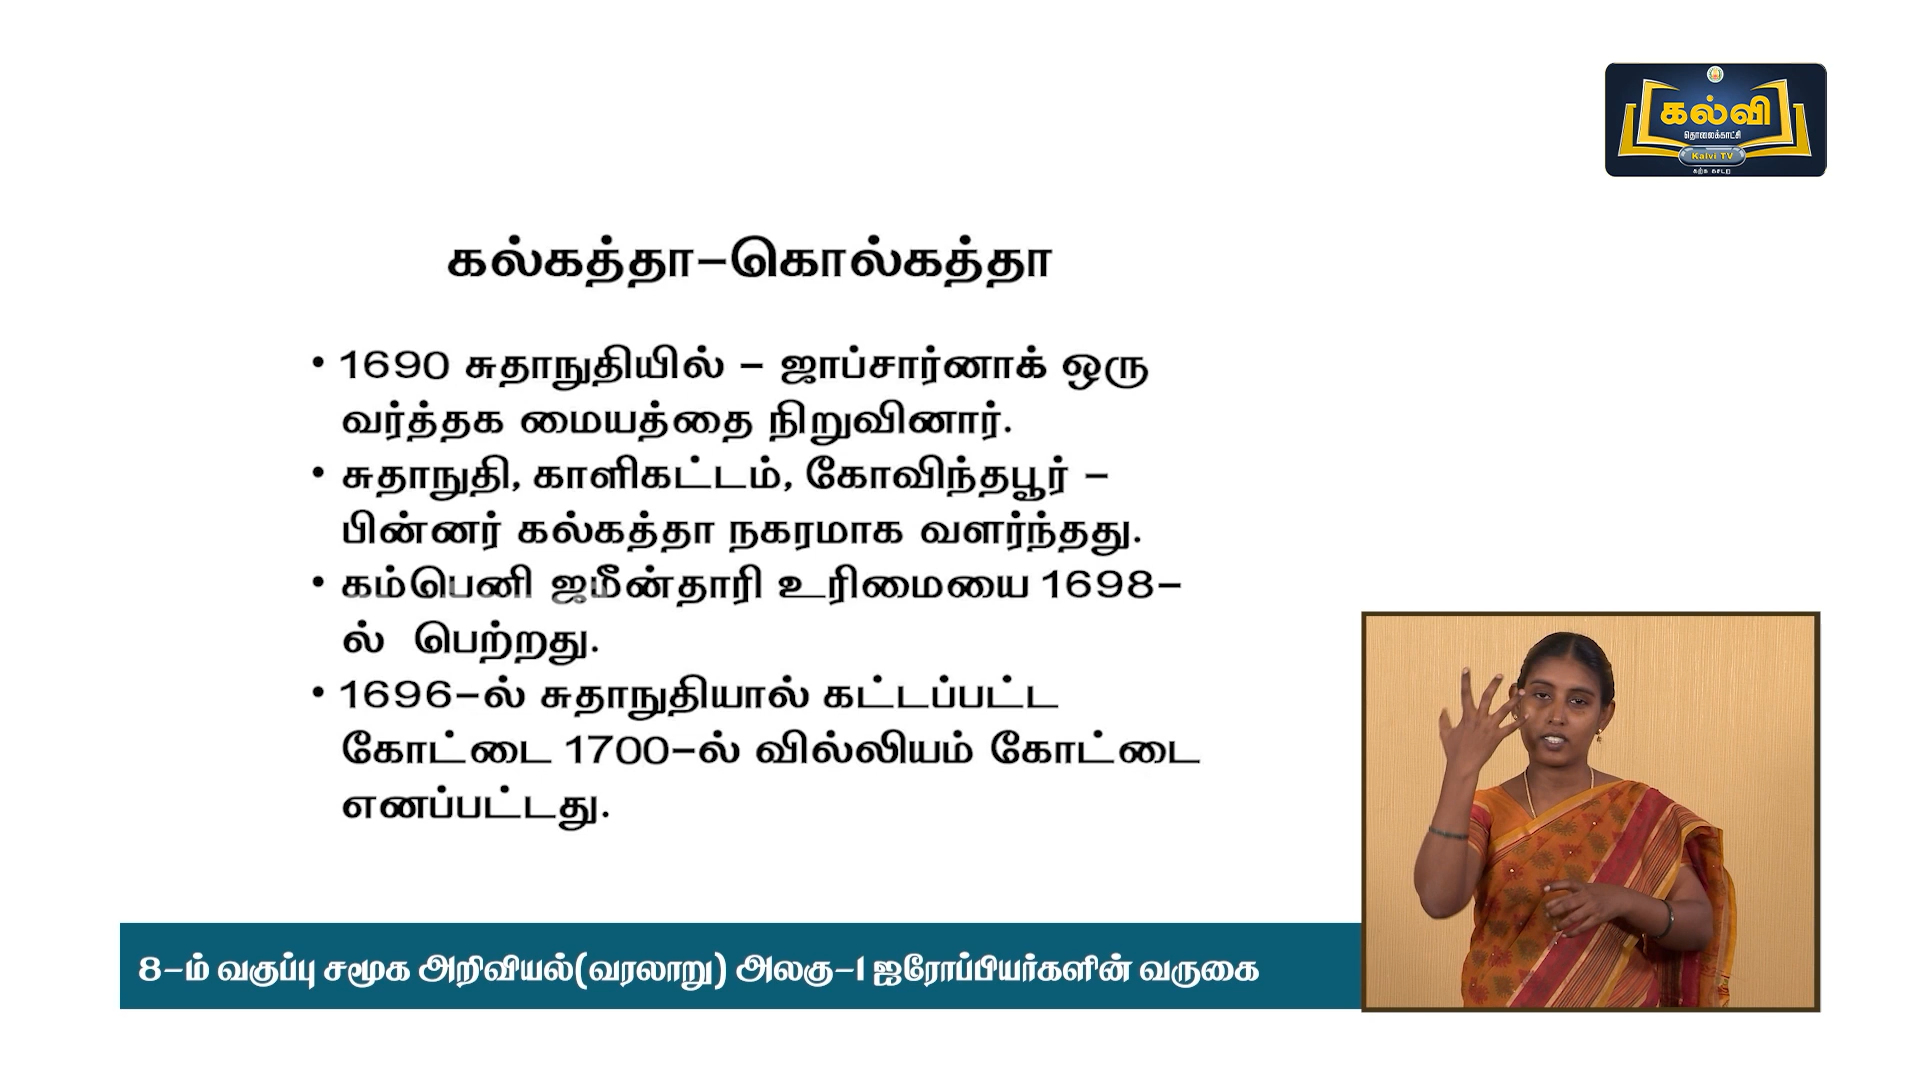 கல்வி
தொலைக்காட்சி
Kalvi TV
கற்க கசடற
கல்கத்தா-கொல்கத்தா
• 1690 சுதாநுதியில் - ஜாப்சார்னாக் ஒரு
வர்த்தக மையத்தை நிறுவினார்.
• சுதாநுதி, காளிகட்டம், கோவிந்தபூர் -
பின்னர் கல்கத்தா நகரமாக வளர்ந்தது.
• கம்பெனி ஜமீன்தாரி உரிமையை 1698-
ல் பெற்றது.
• 1696-ல் சுதாநுதியால் கட்டப்பட்ட
கோட்டை 1700-ல் வில்லியம் கோட்டை
எனப்பட்டது.
8-ம் வகுப்பு சமூக அறிவியல்(வரலாறு) அலகு-1 ஐரோப்பியர்களின் வருகை